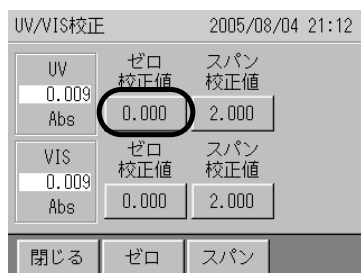 UV/VIS校正 2005/08/04 21:12
UV ゼロ校正値 スパン校正値
0.009 Abs 0.000 2.000
VIS ゼロ校正値 スパン校正値
0.009 Abs 0.000 2.000
閉じる ゼロ スパン